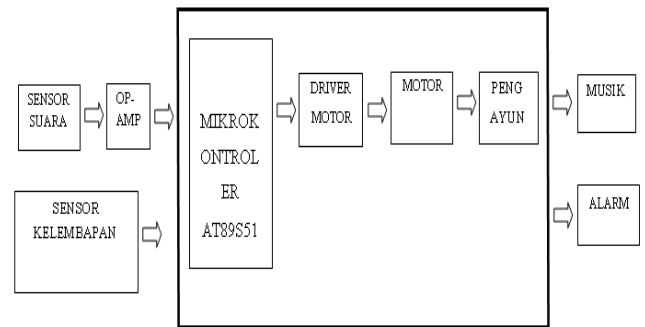 SENSOR
SUARA
OP-
AMP
MIKROK
ONTROL
ER
AT89S51
DRIVER
MOTOR
MOTOR
PENG
AYUN
MUSIK
SENSOR
KELEMBAPAN
ALARM